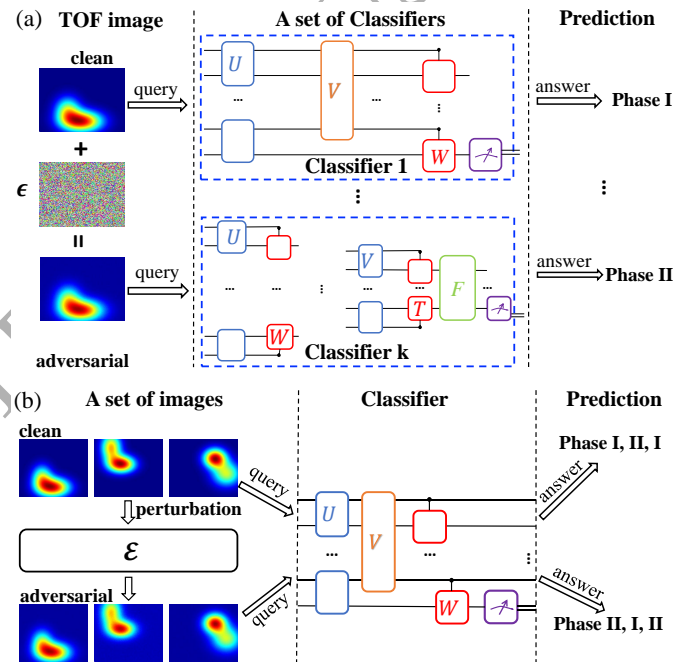 (a) TOF image A set of Classifiers Prediction
clean
query
U
V
...
...
...
W
answer
Phase I
+
Classifier 1
ϵ
...
...
=
U
V
query
...
...
...
...
F
...
answer
Phase II
W
T
Classifier k
adversarial
(b) A set of images Classifier Prediction
clean
Phase I, II, I
query
answer
perturbation
U
V
ε
...
...
...
adversarial
query
W
answer
Phase II, I, II